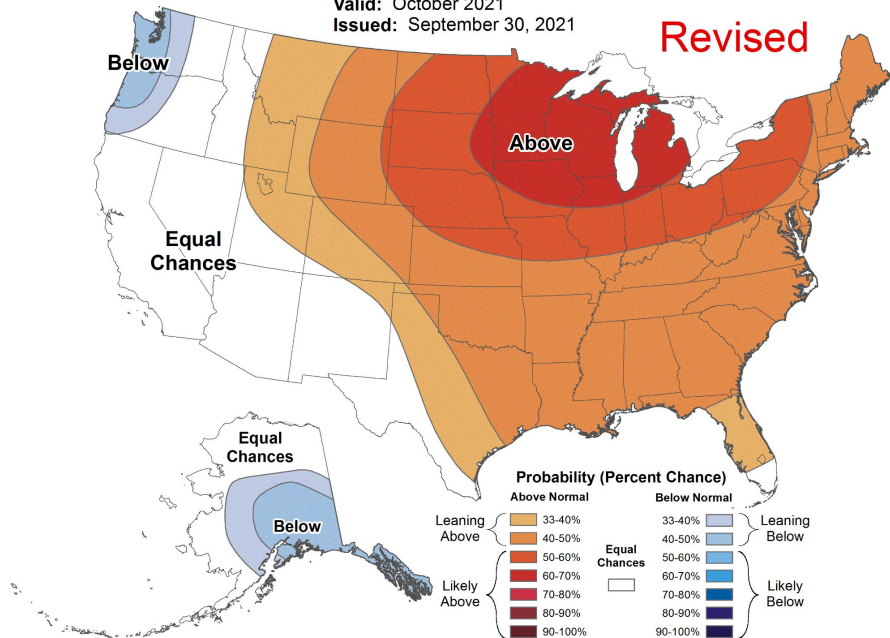 Valid: October 2021
Issued: September 30, 2021
Revised
Below
Above
Equal
Chances
Equal
Chances
Below
Probability (Percent Chance)
Above Normal
Below Normal
Leaning
Above
33-40%
40-50%
50-60%
60-70%
70-80%
80-90%
90-100%
Likely
Above
Equal
Chances
33-40%
40-50%
50-60%
60-70%
70-80%
80-90%
90-100%
Leaning
Below
Likely
Below